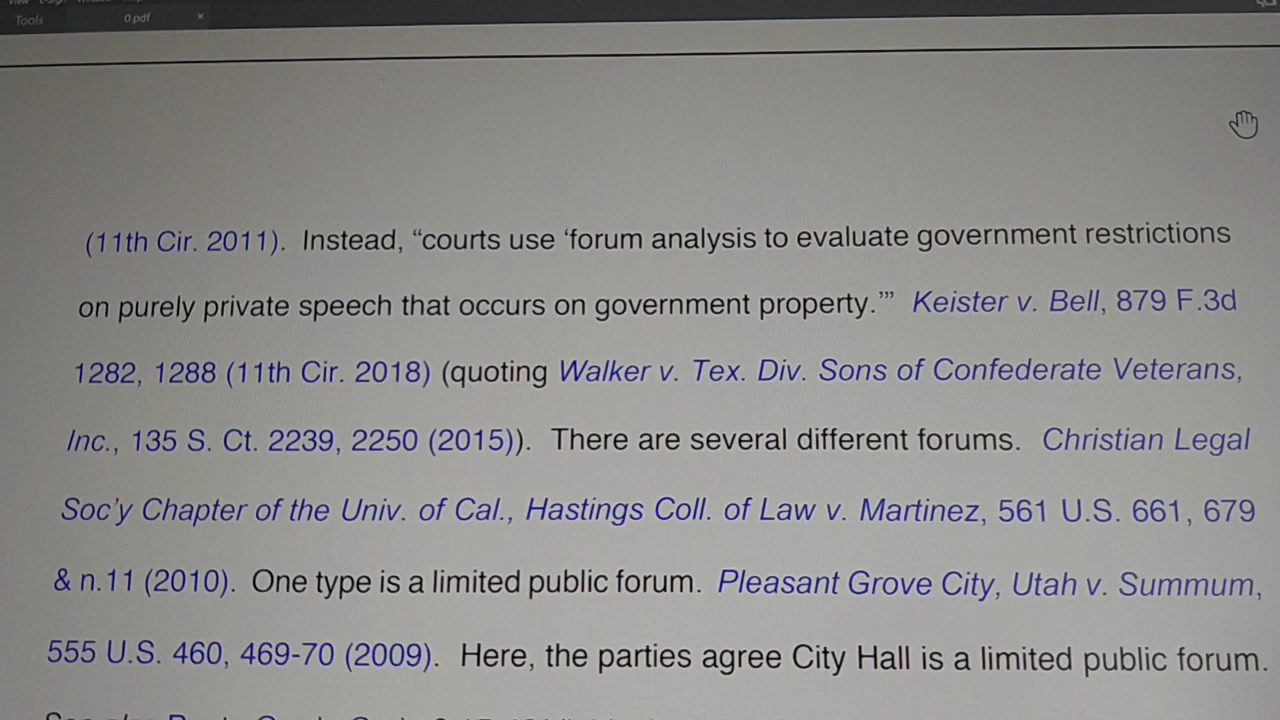 Tools 0.pdf ×
(11th Cir. 2011). Instead, “courts use ‘forum analysis to evaluate government restrictions
on purely private speech that occurs on government property.’” Keister v. Bell, 879 F.3d
1282, 1288 (11th Cir. 2018) (quoting Walker v. Tex. Div. Sons of Confederate Veterans,
Inc., 135 S. Ct. 2239, 2250 (2015)). There are several different forums. Christian Legal
Soc’y Chapter of the Univ. of Cal., Hastings Coll. of Law v. Martinez, 561 U.S. 661, 679
& n.11 (2010). One type is a limited public forum. Pleasant Grove City, Utah v. Summum,
555 U.S. 460, 469-70 (2009). Here, the parties agree City Hall is a limited public forum.